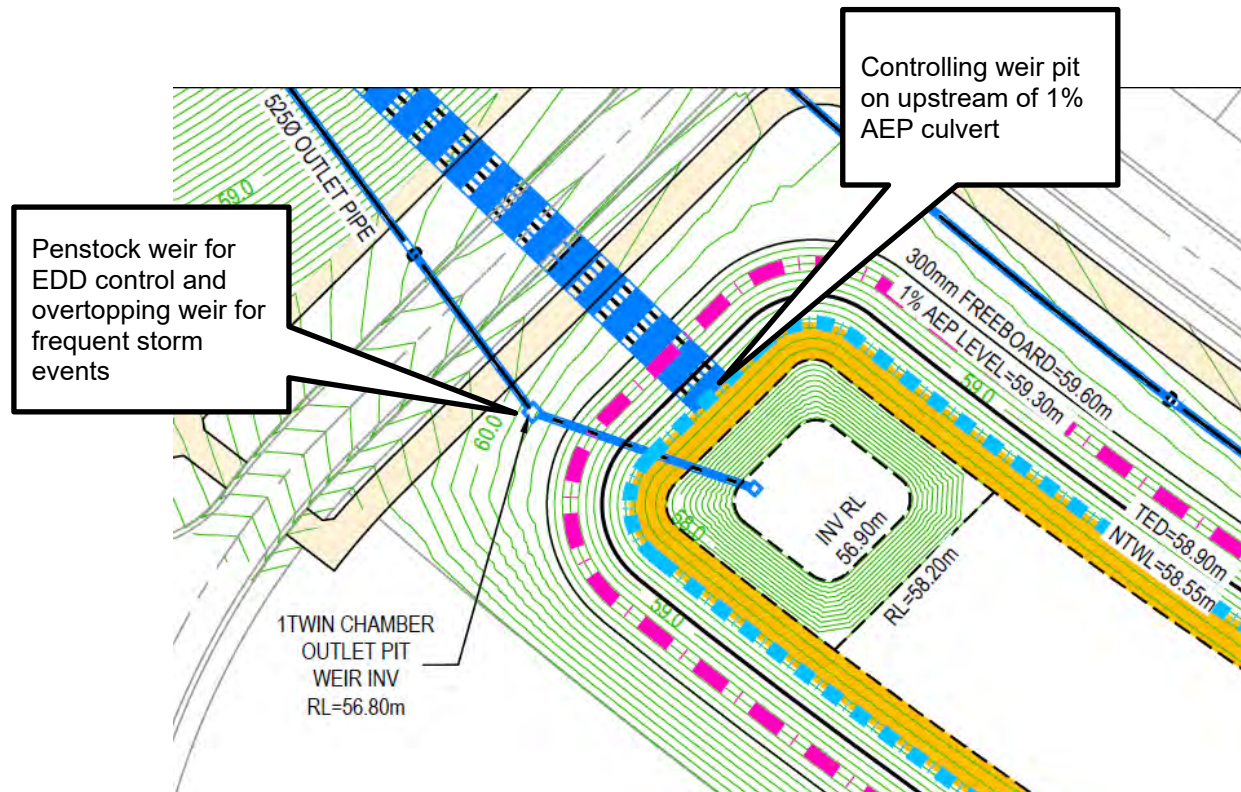 Controlling weir pit
on upstream of 1%
AEP culvert
525Ø OUTLET PIPE
59.0
Penstock weir for
EDD control and
overtopping weir for
frequent storm
events
300mm FREEBOARD=59.60m
1% AEP LEVEL=59.30m
59.0
60.0
TED=58.90m
NTWL=58.55m
INV RL
56.90m
58.0
RL=58.20m
59.0
1TWIN CHAMBER
OUTLET PIT
WEIR INV
RL=56.80m